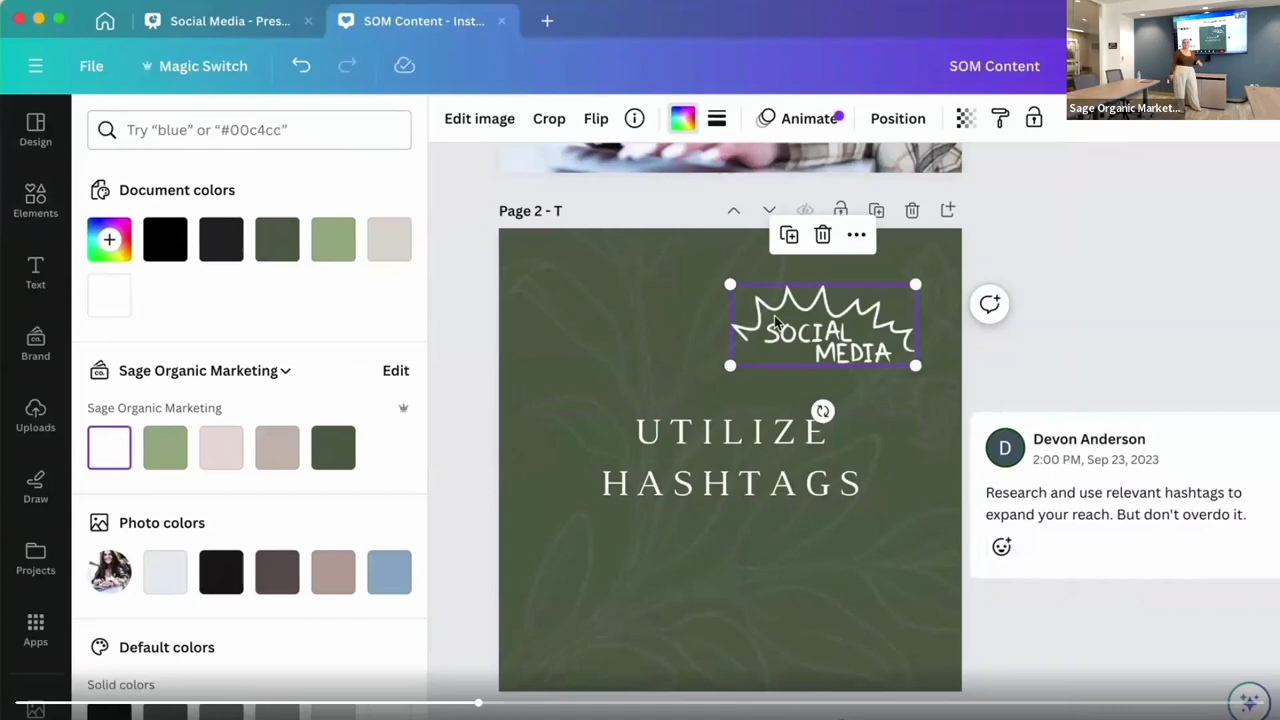 Social Media - Pres...
SOM Content - Inst...
File
Magic Switch
SOM Content
Sage Organic Market...
Design
Elements
Text
Brand
Uploads
Draw
Projects
Apps
Try “blue” or “#00c4cc”
Document colors
Sage Organic Marketing
Edit
Sage Organic Marketing
Photo colors
Default colors
Solid colors
Edit image
Crop
Flip
Animate
Position
Page 2 - T
SOCIAL
MEDIA
UTILIZE
HASHTAGS
D
Devon Anderson
2:00 PM, Sep 23, 2023
Research and use relevant hashtags to
expand your reach. But don't overdo it.